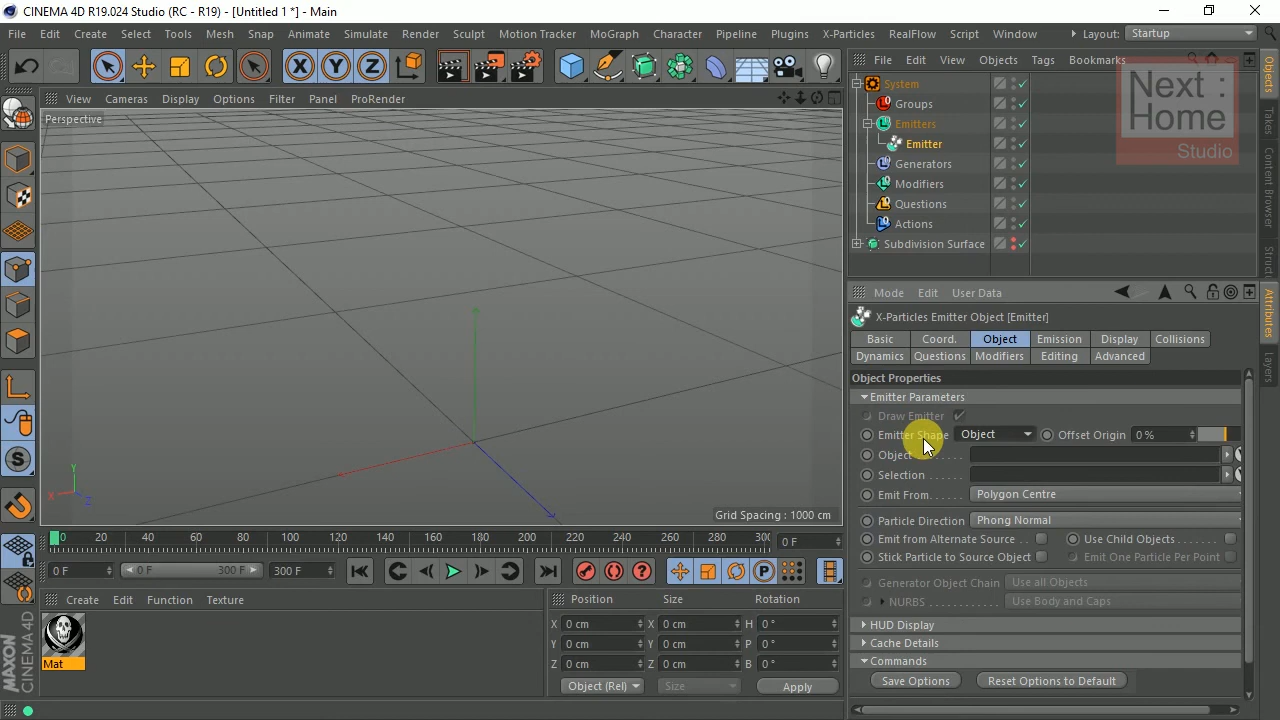 CINEMA 4D R19.024 Studio (RC - R19) - [Untitled 1 *] - Main
File Edit Create Select Tools Mesh Snap Animate Simulate Render Sculpt Motion Tracker MoGraph Character Pipeline Plugins X-Particles RealFlow Script Window Layout: Startup
View Cameras Display Options Filter Panel ProRender
File Edit View Objects Tags Bookmarks
Perspective
System
Groups
Emitters
Emitter
Generators
Modifiers
Questions
Actions
Subdivision Surface
Next :
Home
Studio
Objects
Takes
Content Browser
Attributes
Layers
Mode Edit User Data
X-Particles Emitter Object [Emitter]
Basic Coord. Object Emission Display Collisions
Dynamics Questions Modifiers Editing Advanced
Object Properties
Emitter Parameters
Draw Emitter
Emitter Shape Object Offset Origin 0 %
Object
Selection
Emit From Polygon Centre
Particle Direction Phong Normal
Emit from Alternate Source Use Child Objects
Stick Particle to Source Object Emit One Particle Per Point
Generator Object Chain Use all Objects
NURBS Use Body and Caps
HUD Display
Cache Details
Commands
Save Options Reset Options to Default
Y
X
Z
Grid Spacing : 1000 cm
0 20 40 60 80 100 120 140 160 180 200 220 240 260 280 0 F
0 F 0 F 300 F 300 F
Create Edit Function Texture
Mat
Position Size Rotation
X 0 cm X 0 cm H 0 °
Y 0 cm Y 0 cm P 0 °
Z 0 cm Z 0 cm B 0 °
Object (Rel) Size Apply
MAXON
CINEMA 4D